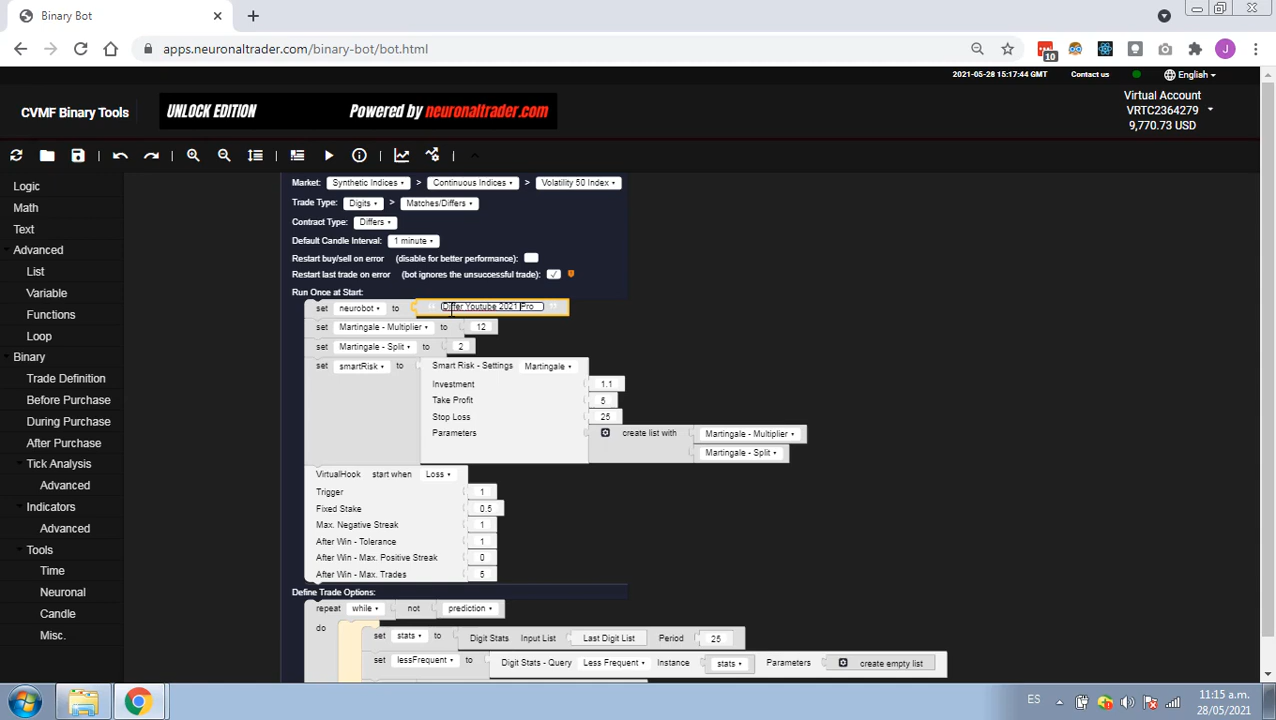 Binary Bot
apps.neuronaltrader.com/binary-bot/bot.html
J
10
2021-05-28 15:17:44 GMT
Contact us
English
CVMF Binary Tools
UNLOCK EDITION
Powered by neuronaltrader.com
Virtual Account
VRTC2364279
9,770.73 USD
Logic
Math
Text
Advanced
List
Variable
Functions
Loop
Binary
Trade Definition
Before Purchase
During Purchase
After Purchase
Tick Analysis
Advanced
Indicators
Advanced
Tools
Time
Neuronal
Candle
Misc.
Market: Synthetic Indices > Continuous Indices > Volatility 50 Index
Trade Type: Digits > Matches/Differs
Contract Type: Differs
Default Candle Interval: 1 minute
Restart buy/sell on error (disable for better performance):
Restart last trade on error (bot ignores the unsuccessful trade):
Run Once at Start:
set neurobot to Differ Youtube 2021 Pro
set Martingale - Multiplier to 12
set Martingale - Split to 2
set smartRisk to Smart Risk - Settings Martingale
Investment 1.1
Take Profit 5
Stop Loss 25
Parameters create list with Martingale - Multiplier
Martingale - Split
VirtualHook start when Loss
Trigger 1
Fixed Stake 0.5
Max. Negative Streak 1
After Win - Tolerance 1
After Win - Max. Positive Streak 0
After Win - Max. Trades 5
Define Trade Options:
repeat while not prediction
do
set stats to Digit Stats Input List Last Digit List Period 25
set lessFrequent to Digit Stats - Query Less Frequent Instance stats Parameters create empty list
ES
11:15 a.m.
28/05/2021